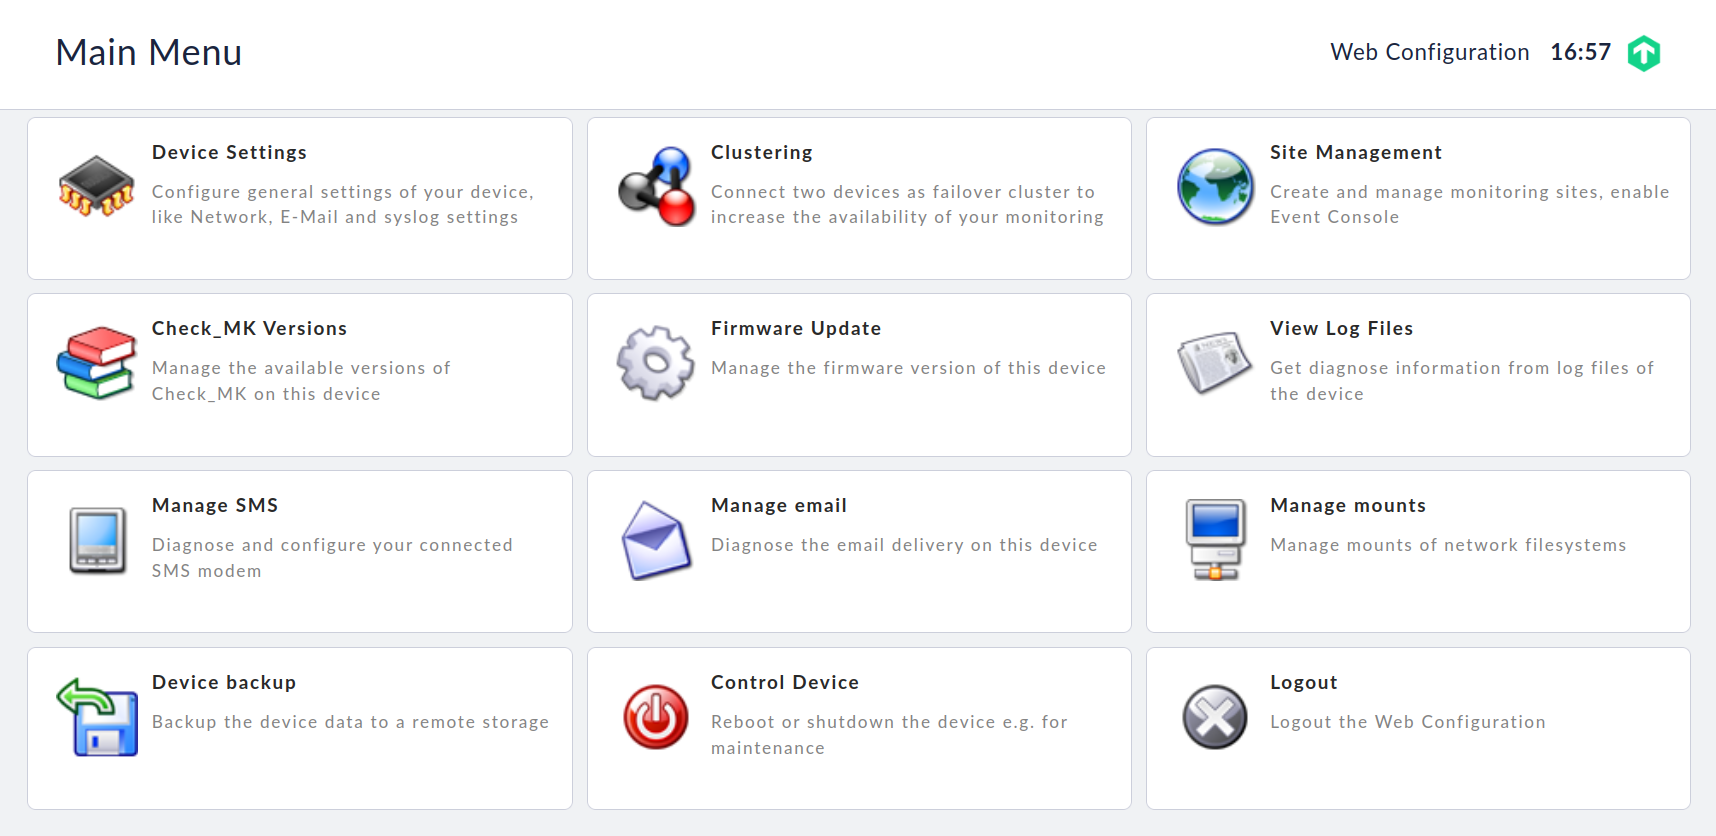 Main Menu
Web Configuration 16:57
Device Settings
Configure general settings of your device,
like Network, E-Mail and syslog settings
Clustering
Connect two devices as failover cluster to
increase the availability of your monitoring
Site Management
Create and manage monitoring sites, enable
Event Console
Check_MK Versions
Manage the available versions of
Check_MK on this device
Firmware Update
Manage the firmware version of this device
View Log Files
Get diagnose information from log files of
the device
Manage SMS
Diagnose and configure your connected
SMS modem
Manage email
Diagnose the email delivery on this device
Manage mounts
Manage mounts of network filesystems
Device backup
Backup the device data to a remote storage
Control Device
Reboot or shutdown the device e.g. for
maintenance
Logout
Logout the Web Configuration